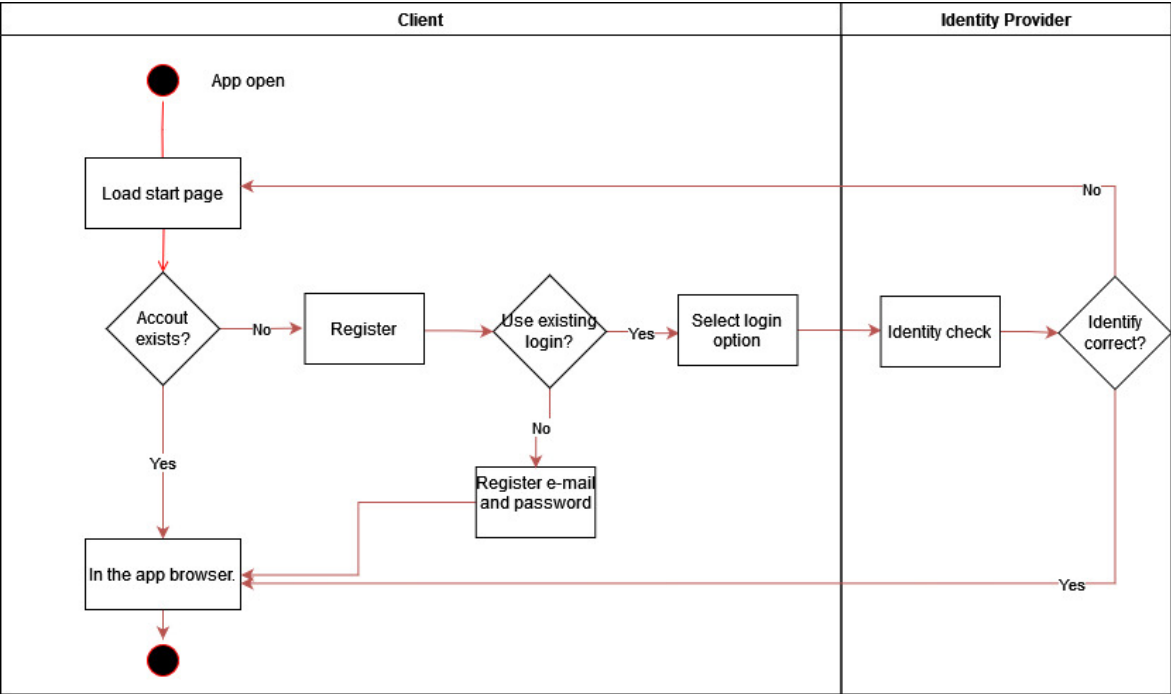 Client
Identity Provider
App open
Load start page
No
Accout
exists?
No
Register
Use existing
login?
Yes
Select login
option
Identity check
Identify
correct?
No
Yes
Register e-mail
and password
In the app browser.
Yes